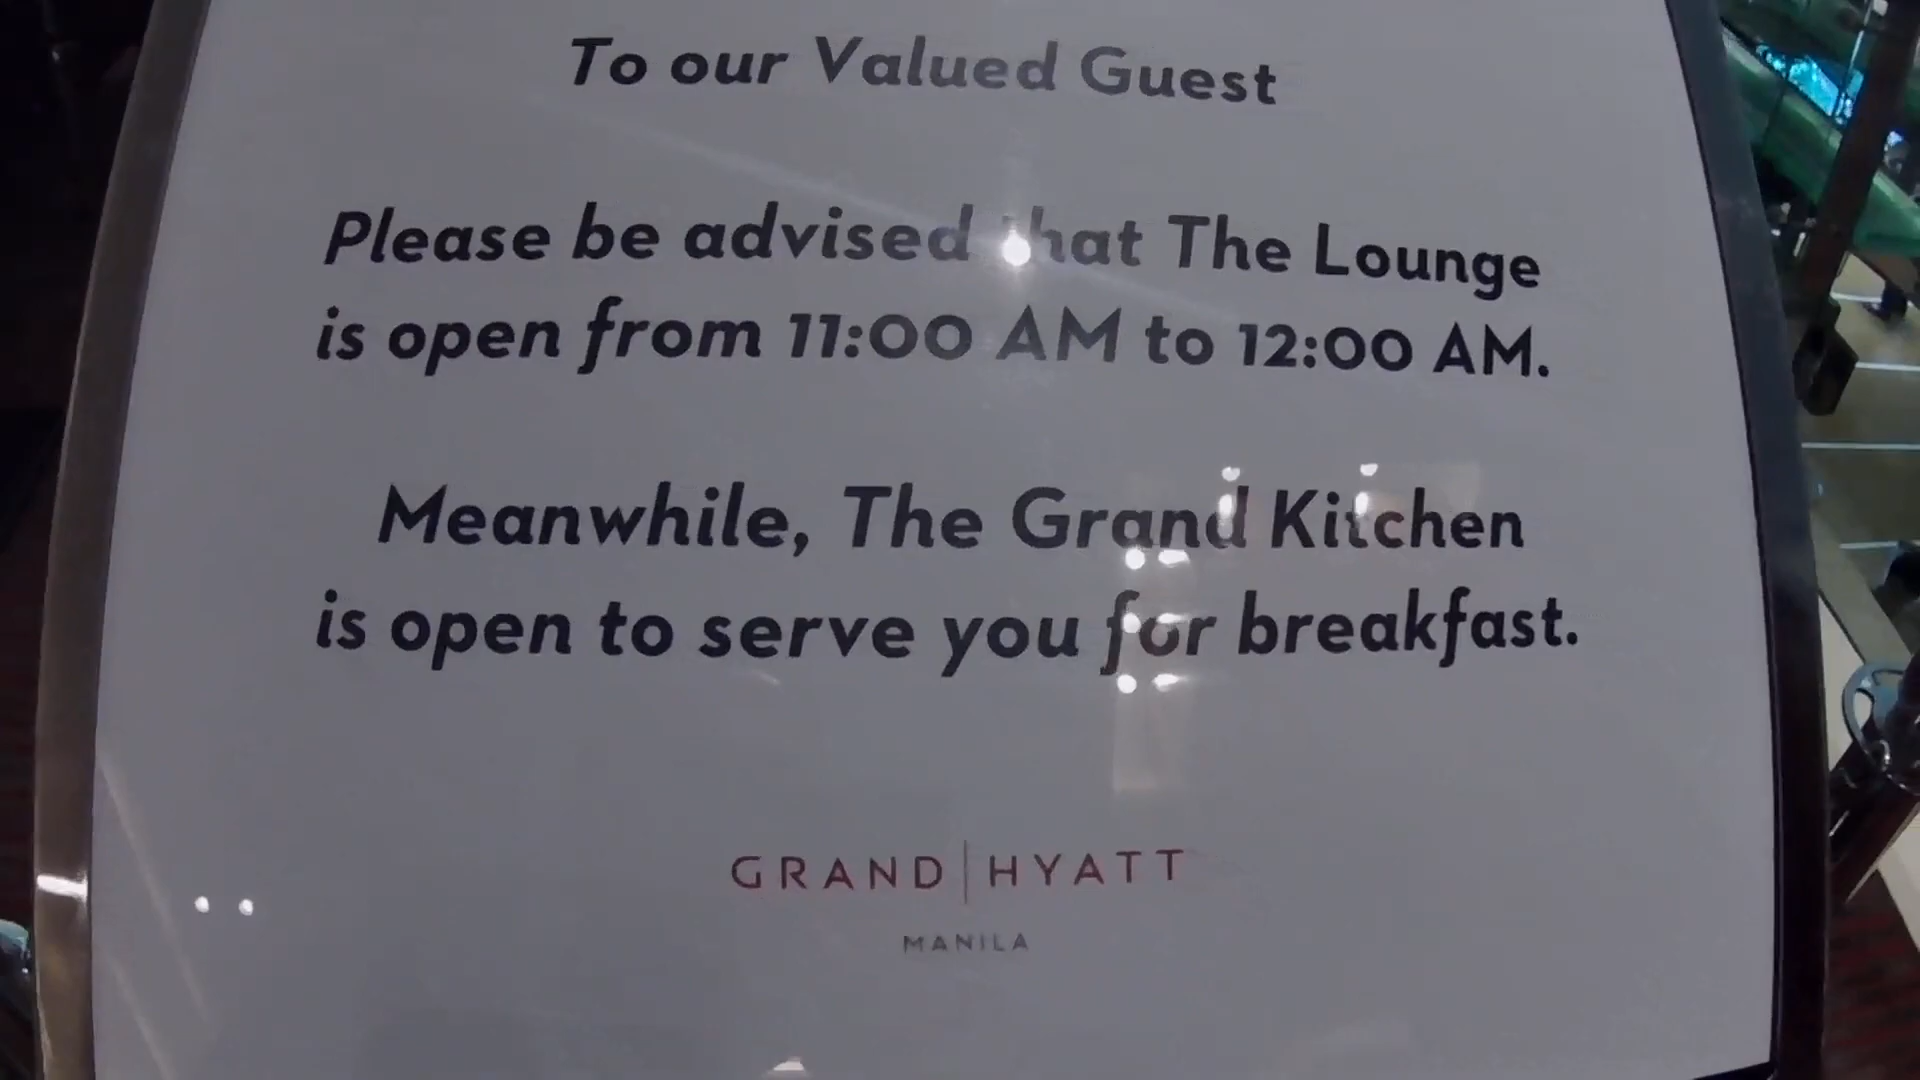 To our Valued Guest
Please be advised that The Lounge
is open from 11:00 AM to 12:00 AM.
Meanwhile, The Grand Kitchen
is open to serve you for breakfast.
GRAND | HYATT
MANILA